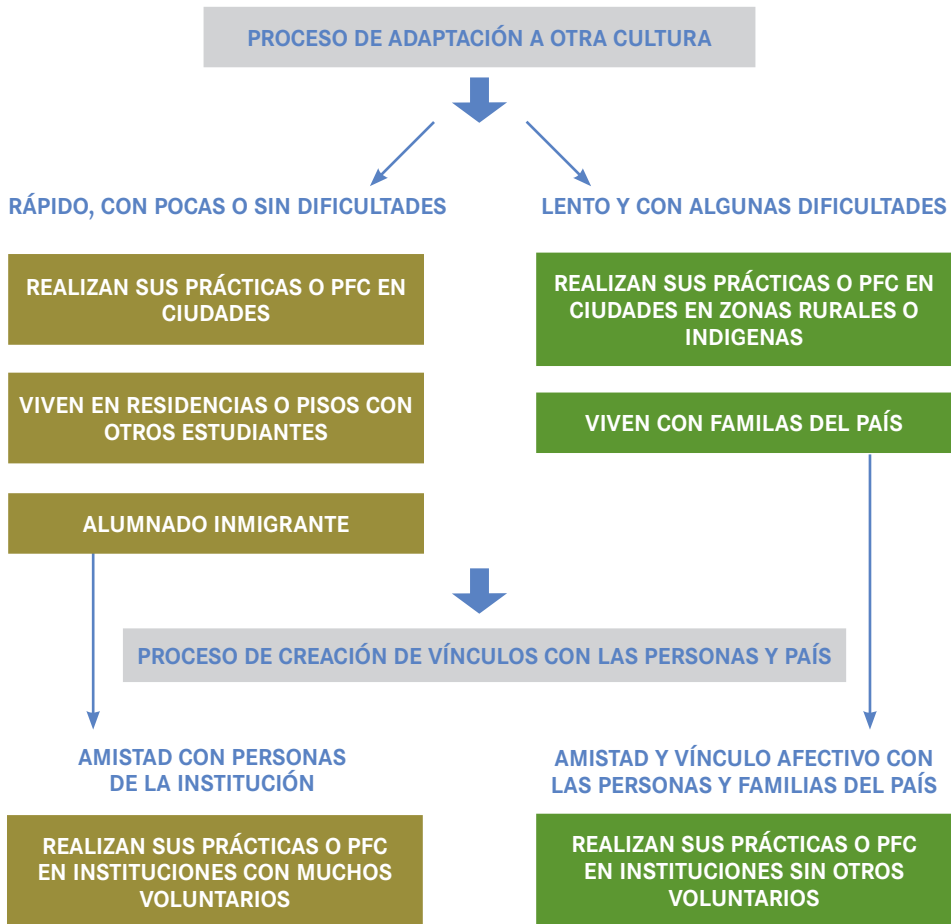 PROCESO DE ADAPTACIÓN A OTRA CULTURA
RÁPIDO, CON POCAS O SIN DIFICULTADES
REALIZAN SUS PRÁCTICAS O PFC EN
CIUDADES
VIVEN EN RESIDENCIAS O PISOS CON
OTROS ESTUDIANTES
ALUMNADO INMIGRANTE
LENTO Y CON ALGUNAS DIFICULTADES
REALIZAN SUS PRÁCTICAS O PFC EN
CIUDADES EN ZONAS RURALES O
INDIGENAS
VIVEN CON FAMILAS DEL PAÍS
PROCESO DE CREACIÓN DE VÍNCULOS CON LAS PERSONAS Y PAÍS
AMISTAD CON PERSONAS
DE LA INSTITUCIÓN
REALIZAN SUS PRÁCTICAS O PFC
EN INSTITUCIONES CON MUCHOS
VOLUNTARIOS
AMISTAD Y VÍNCULO AFECTIVO CON
LAS PERSONAS Y FAMILIAS DEL PAÍS
REALIZAN SUS PRÁCTICAS O PFC
EN INSTITUCIONES SIN OTROS
VOLUNTARIOS